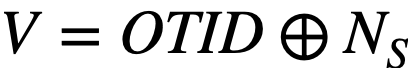 V = OTID ⊕ N_S